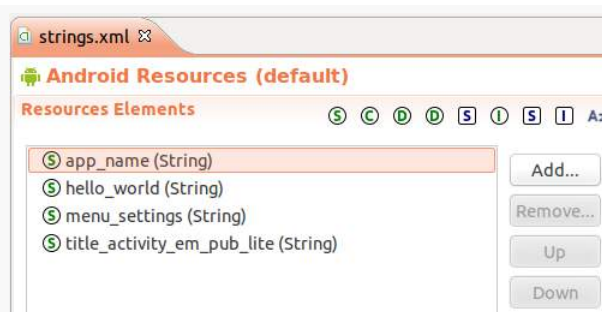 strings.xml
Android Resources (default)
Resources Elements
S C D D S I S I Az
S app_name (String)
S hello_world (String)
S menu_settings (String)
S title_activity_em_pub_lite (String)
Add...
Remove...
Up
Down